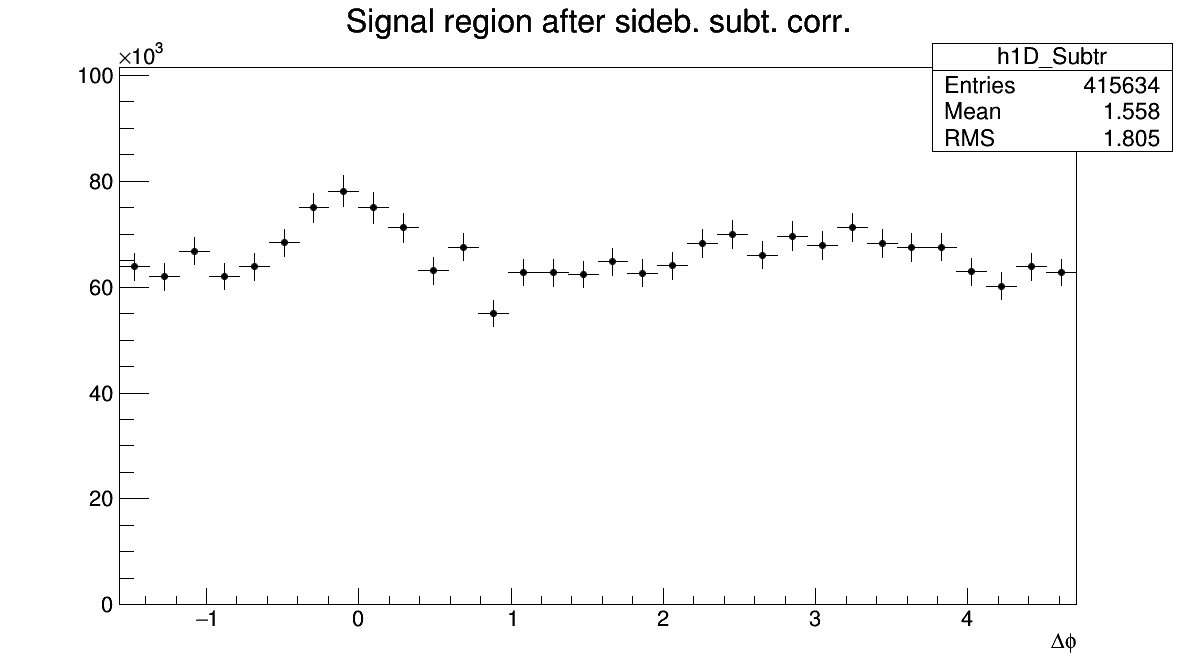 Signal region after sideb. subt. corr.
×10³
h1D_Subtr
Entries 415634
Mean 1.558
RMS 1.805
100
80
60
40
20
0
−1 0 1 2 3 4
Δϕ